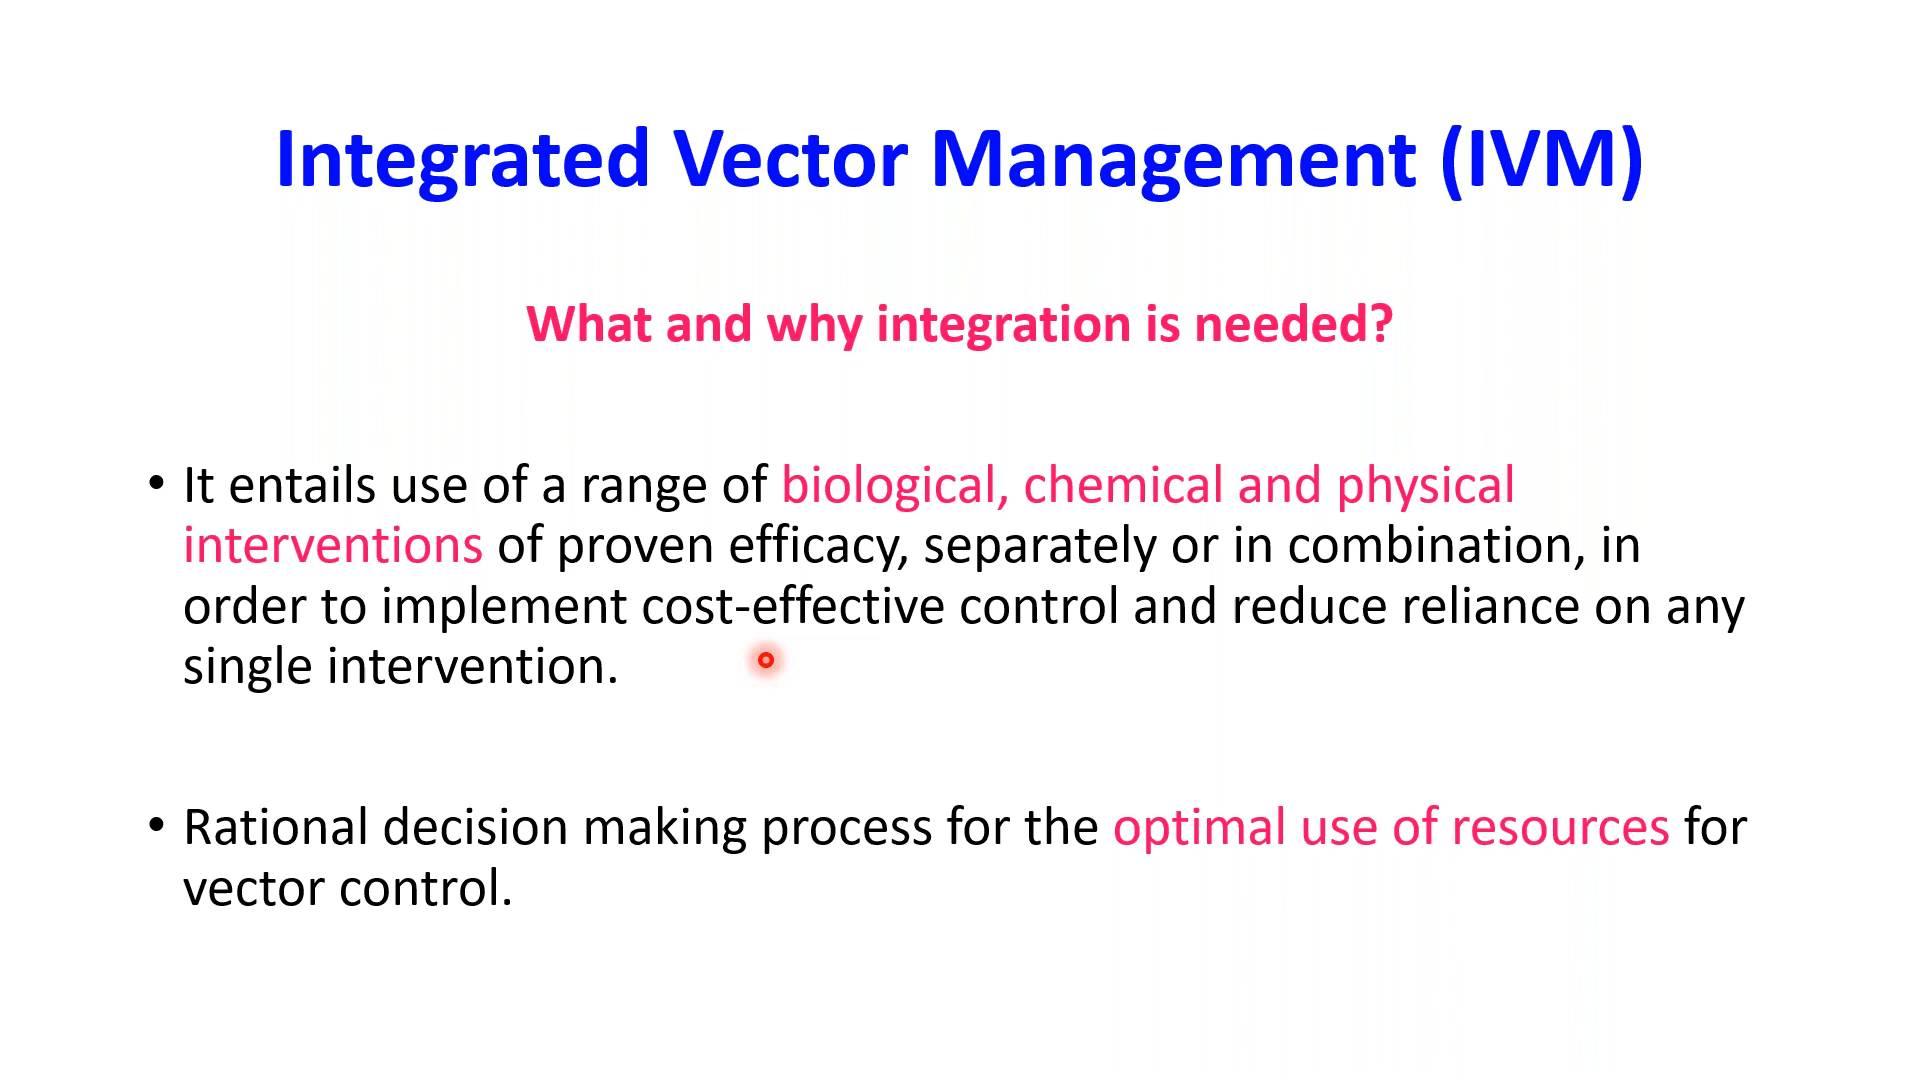 Integrated Vector Management (IVM)
What and why integration is needed?
• It entails use of a range of biological, chemical and physical
interventions of proven efficacy, separately or in combination, in
order to implement cost-effective control and reduce reliance on any
single intervention.
• Rational decision making process for the optimal use of resources for
vector control.